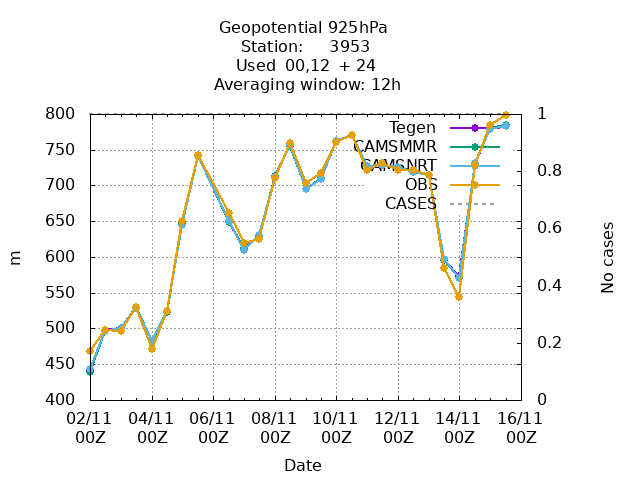 Geopotential 925hPa
Station: 3953
Used 00,12 + 24
Averaging window: 12h
800 1
Tegen
750 CAMSMMR
CAMSNRT 0.8
700 OBS
CASES
650
0.6
600
m No cases
550
0.4
500
450 0.2
400 0
02/11 04/11 06/11 08/11 10/11 12/11 14/11 16/11
00Z 00Z 00Z 00Z 00Z 00Z 00Z 00Z
Date